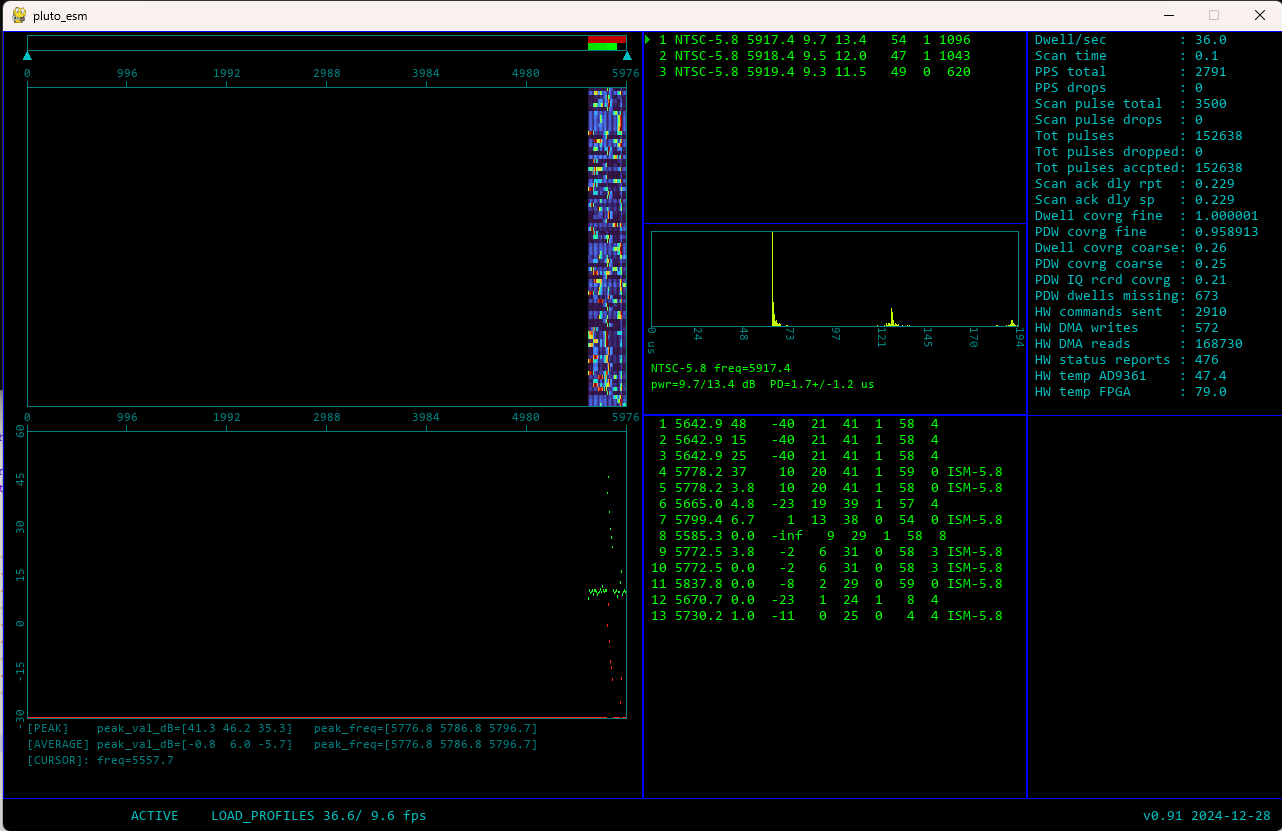 pluto_esm
0 996 1992 2988 3984 4980 5976
0 996 1992 2988 3984 4980 5976
60
45
30
15
0
-15
-30
[PEAK] peak_val_dB=[41.3 46.2 35.3] peak_freq=[5776.8 5786.8 5796.7]
[AVERAGE] peak_val_dB=[-0.8 6.0 -5.7] peak_freq=[5776.8 5786.8 5796.7]
[CURSOR]: freq=5557.7
1 NTSC-5.8 5917.4 9.7 13.4 54 1 1096
2 NTSC-5.8 5918.4 9.5 12.0 47 1 1043
3 NTSC-5.8 5919.4 9.3 11.5 49 0 620
0 us 24 48 73 97 121 145 170 194
NTSC-5.8 freq=5917.4
pwr=9.7/13.4 dB PD=1.7+/-1.2 us
1 5642.9 48 -40 21 41 1 58 4
2 5642.9 15 -40 21 41 1 58 4
3 5642.9 25 -40 21 41 1 58 4
4 5778.2 37 10 20 41 1 59 0 ISM-5.8
5 5778.2 3.8 10 20 41 1 58 0 ISM-5.8
6 5665.0 4.8 -23 19 39 1 57 4
7 5799.4 6.7 1 13 38 0 54 0 ISM-5.8
8 5585.3 0.0 -inf 9 29 1 58 8
9 5772.5 3.8 -2 6 31 0 58 3 ISM-5.8
10 5772.5 0.0 -2 6 31 0 58 3 ISM-5.8
11 5837.8 0.0 -8 2 29 0 59 0 ISM-5.8
12 5670.7 0.0 -23 1 24 1 8 4
13 5730.2 1.0 -11 0 25 0 4 4 ISM-5.8
Dwell/sec : 36.0
Scan time : 0.1
PPS total : 2791
PPS drops : 0
Scan pulse total : 3500
Scan pulse drops : 0
Tot pulses : 152638
Tot pulses dropped: 0
Tot pulses accpted: 152638
Scan ack dly rpt : 0.229
Scan ack dly sp : 0.229
Dwell covrg fine : 1.000001
PDW covrg fine : 0.958913
Dwell covrg coarse: 0.26
PDW covrg coarse : 0.25
PDW IQ rcrd covrg : 0.21
PDW dwells missing: 673
HW commands sent : 2910
HW DMA writes : 572
HW DMA reads : 168730
HW status reports : 476
HW temp AD9361 : 47.4
HW temp FPGA : 79.0
ACTIVE LOAD_PROFILES 36.6/ 9.6 fps
v0.91 2024-12-28